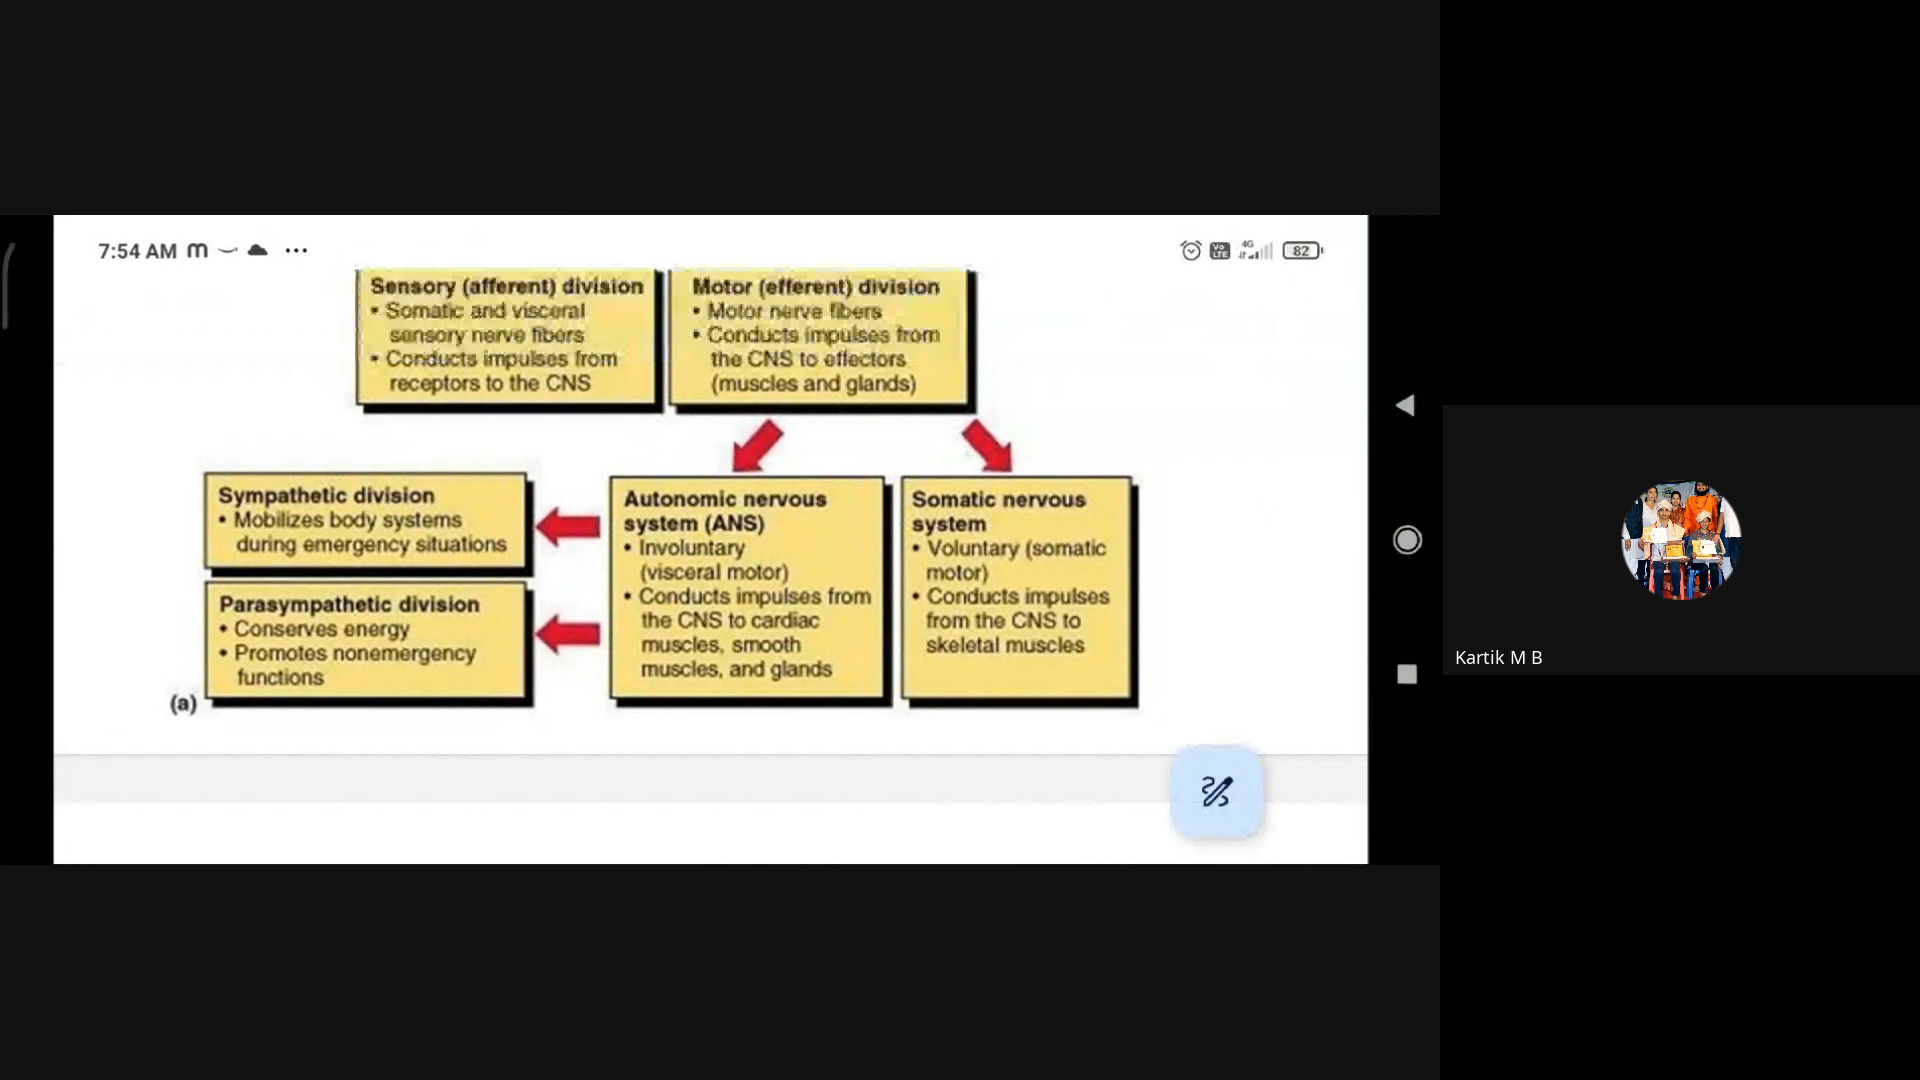 7:54 AM
Vo LTE 4G 82
Sensory (afferent) division
• Somatic and visceral
sensory nerve fibers
• Conducts impulses from
receptors to the CNS
Motor (efferent) division
• Motor nerve fibers
• Conducts impulses from
the CNS to effectors
(muscles and glands)
Sympathetic division
• Mobilizes body systems
during emergency situations
Parasympathetic division
• Conserves energy
• Promotes nonemergency
functions
(a)
Autonomic nervous
system (ANS)
• Involuntary
(visceral motor)
• Conducts impulses from
the CNS to cardiac
muscles, smooth
muscles, and glands
Somatic nervous
system
• Voluntary (somatic
motor)
• Conducts impulses
from the CNS to
skeletal muscles
Kartik M B